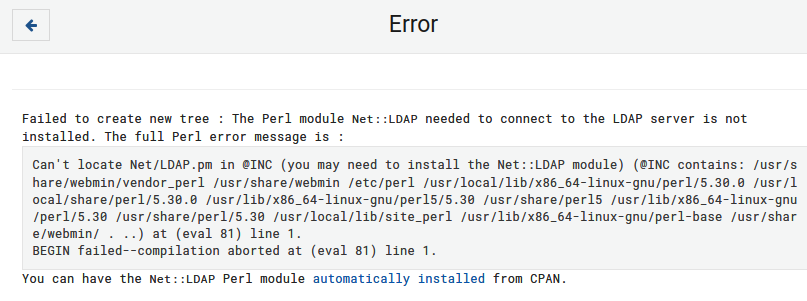 Error
Failed to create new tree : The Perl module Net::LDAP needed to connect to the LDAP server is not
installed. The full Perl error message is :
Can't locate Net/LDAP.pm in @INC (you may need to install the Net::LDAP module) (@INC contains: /usr/s
hare/webmin/vendor_perl /usr/share/webmin /etc/perl /usr/local/lib/x86_64-linux-gnu/perl/5.30.0 /usr/l
ocal/share/perl/5.30.0 /usr/lib/x86_64-linux-gnu/perl5/5.30 /usr/share/perl5 /usr/lib/x86_64-linux-gnu
/perl/5.30 /usr/share/perl/5.30 /usr/local/lib/site_perl /usr/lib/x86_64-linux-gnu/perl-base /usr/shar
e/webmin/ . ..) at (eval 81) line 1.
BEGIN failed--compilation aborted at (eval 81) line 1.
You can have the Net::LDAP Perl module automatically installed from CPAN.